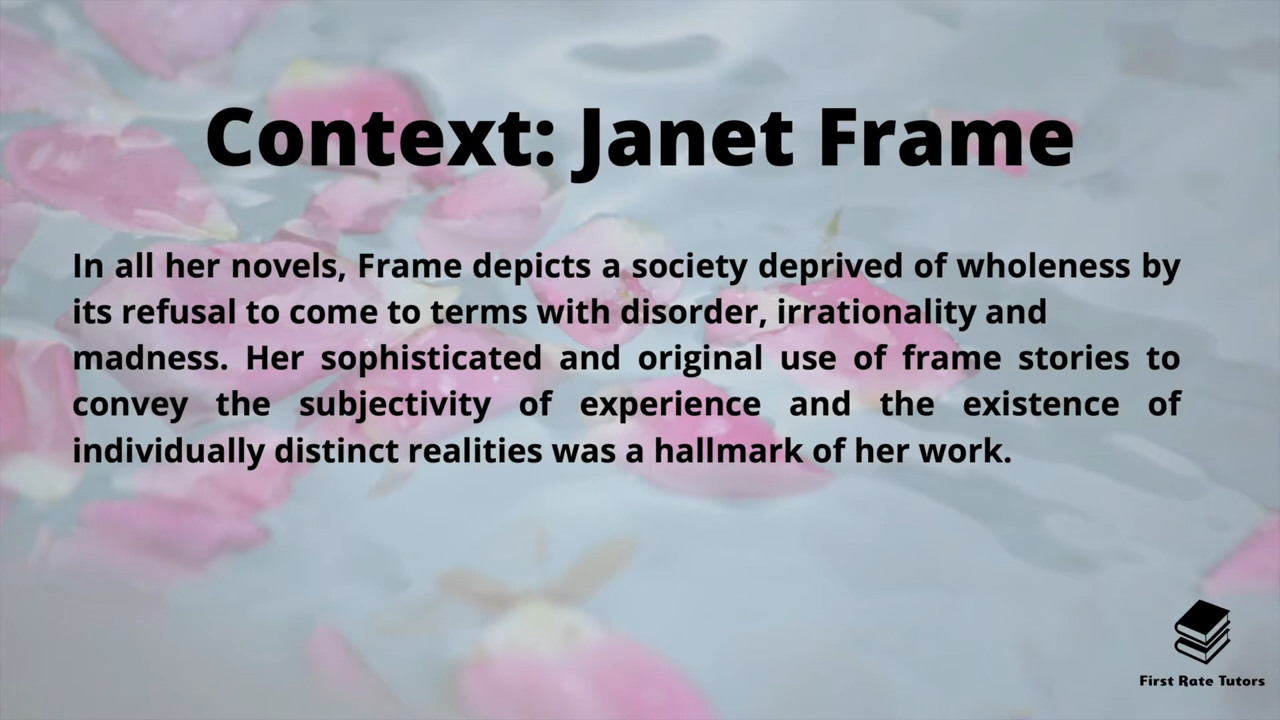 Context: Janet Frame
In all her novels, Frame depicts a society deprived of wholeness by
its refusal to come to terms with disorder, irrationality and
madness. Her sophisticated and original use of frame stories to
convey the subjectivity of experience and the existence of
individually distinct realities was a hallmark of her work.
First Rate Tutors